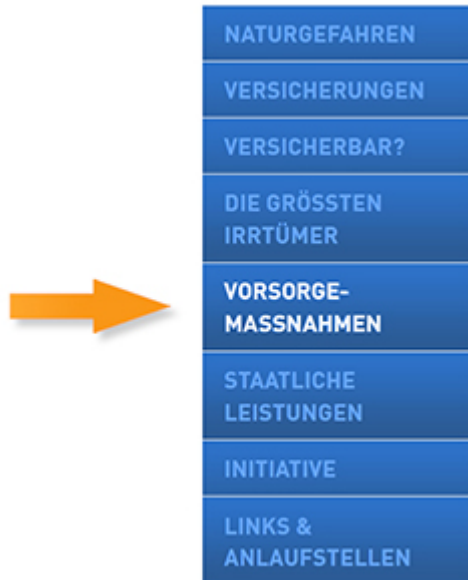 NATURGEFAHREN
VERSICHERUNGEN
VERSICHERBAR?
DIE GRÖSSTEN
IRRTÜMER
VORSORGE-
MASSNAHMEN
STAATLICHE
LEISTUNGEN
INITIATIVE
LINKS &
ANLAUFSTELLEN